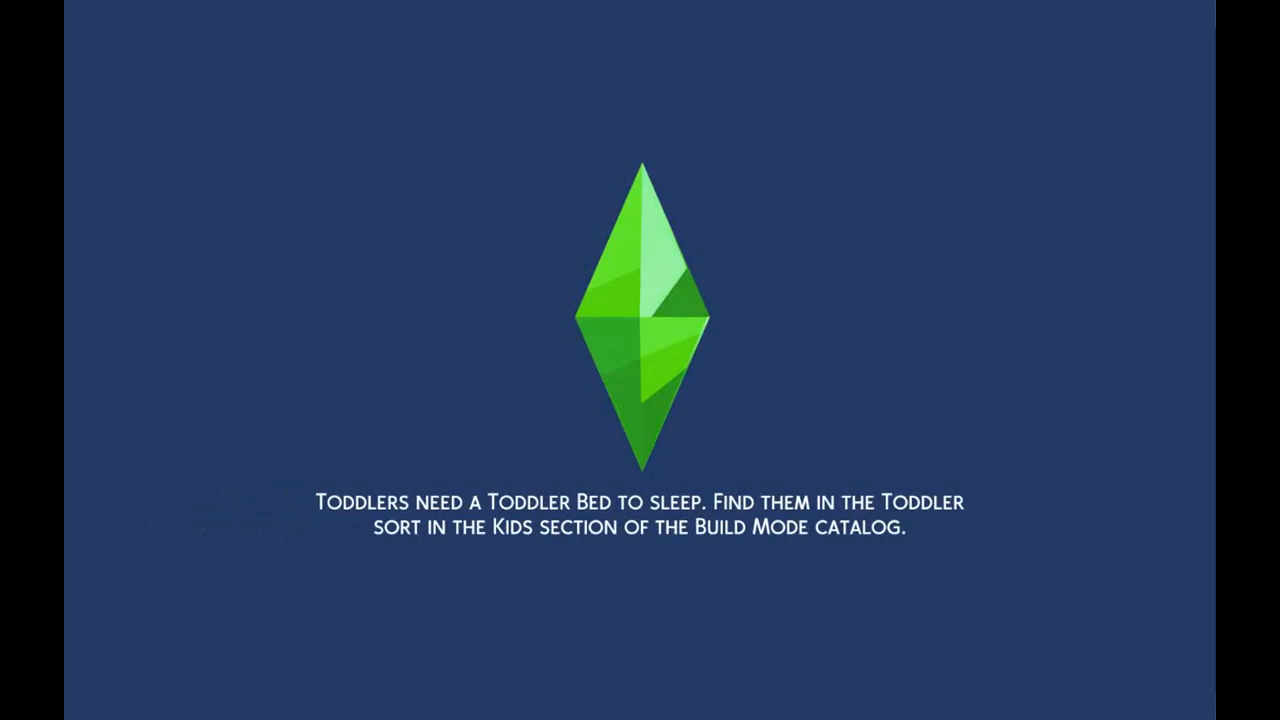 Toddlers need a Toddler Bed to sleep. Find them in the Toddler
sort in the Kids section of the Build Mode catalog.